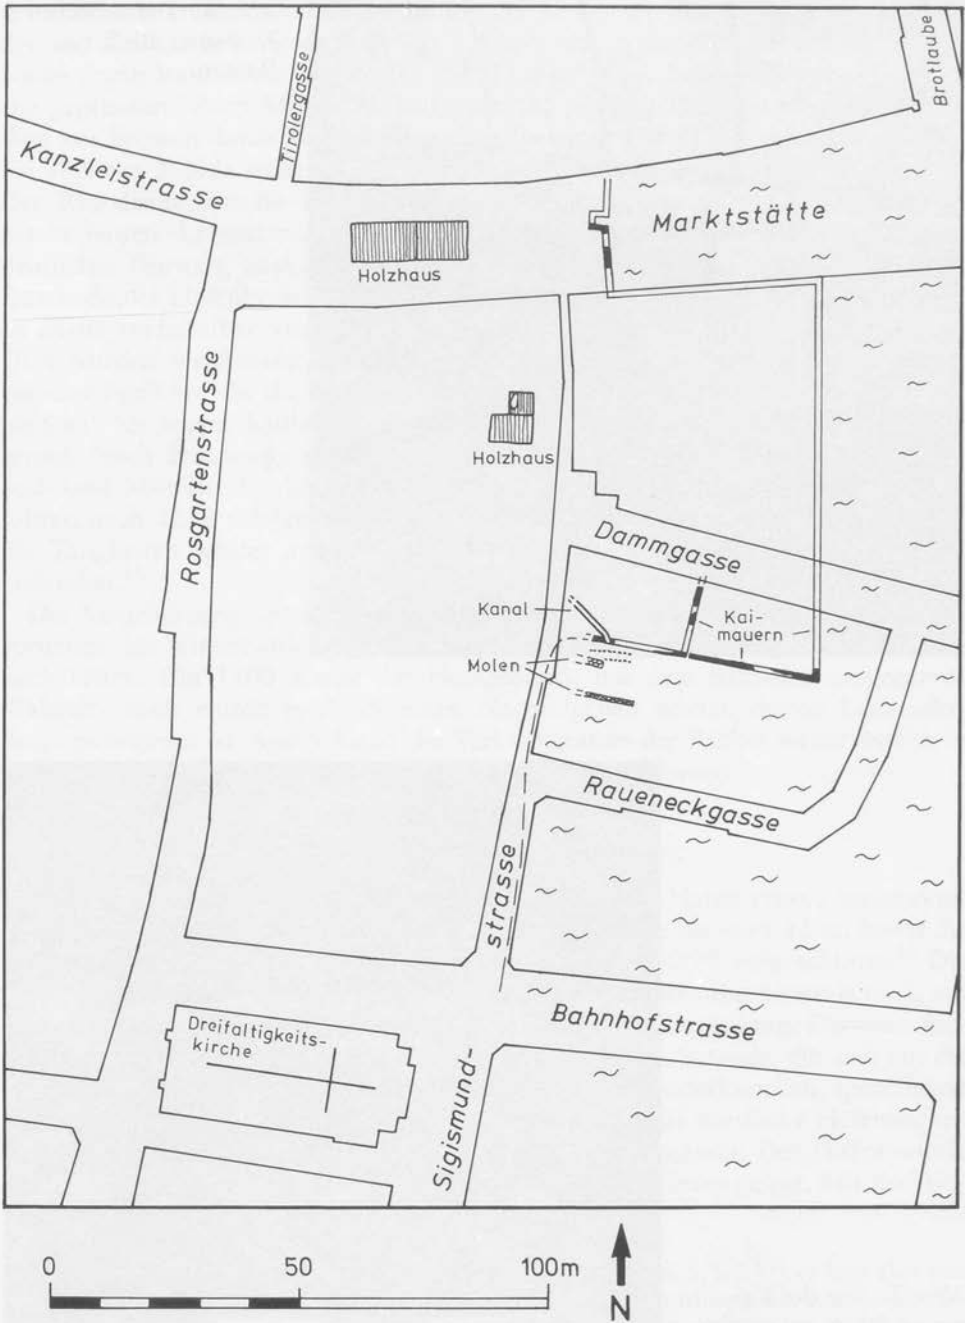 Brotlaube
Tirolergasse
Kanzleistrasse
Marktstätte
Holzhaus
Rosgartenstrasse
Holzhaus
Dammgasse
Kanal
Kai-
mauern
Molen
Raueneckgasse
strasse
Bahnhofstrasse
Dreifaltigkeits-
kirche
Sigismund-
0 50 100m
N